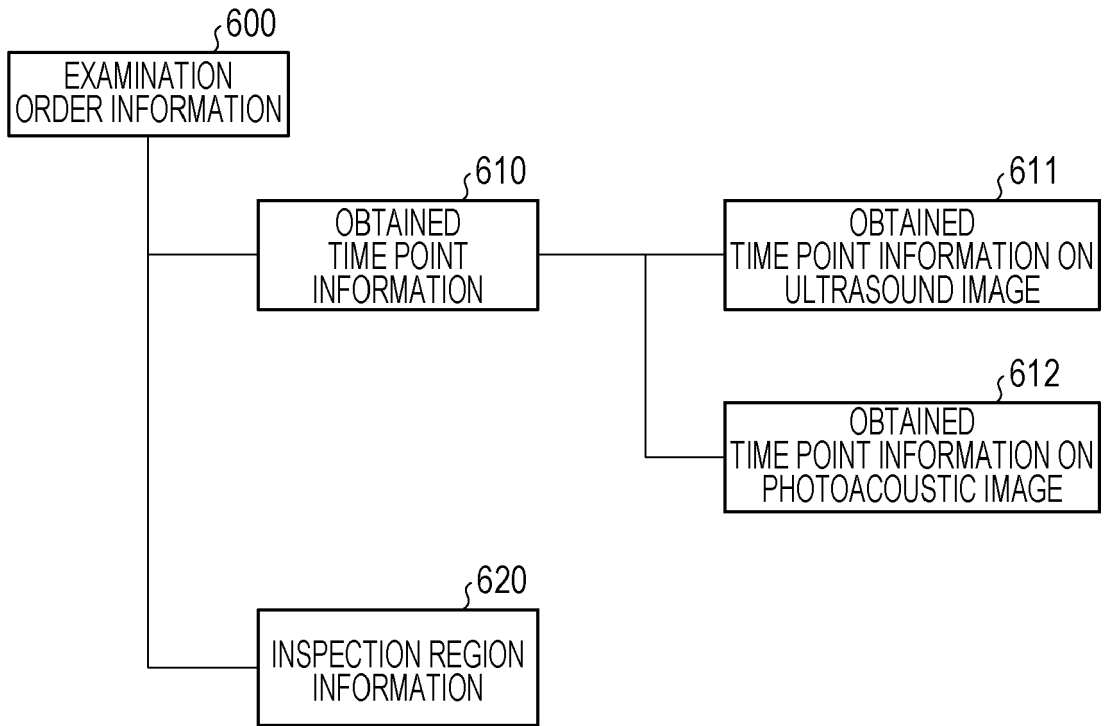 600
EXAMINATION
ORDER INFORMATION
610
OBTAINED
TIME POINT
INFORMATION
611
OBTAINED
TIME POINT INFORMATION ON
ULTRASOUND IMAGE
612
OBTAINED
TIME POINT INFORMATION ON
PHOTOACOUSTIC IMAGE
620
INSPECTION REGION
INFORMATION